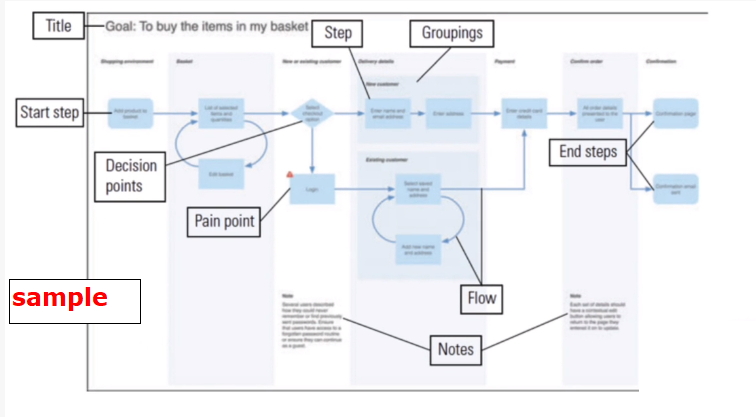 Title
Goal: To buy the items in my basket
Step
Groupings
Shopping environment
Basket
New or existing customer
Delivery details
Payment
Confirm order
Confirmation
New customer
Start step
Add product to
basket
List of selected
items and
quantities
Select
checkout
option
Enter name and
email address
Enter address
Enter credit card
details
All order details
presented to the
user
Confirmation page
Decision
points
Edit basket
Existing customer
End steps
Pain point
Login
Select saved
name and
address
Confirmation email
sent
Add new name
and address
sample
Flow
Note
Several users described
how they could never
remember or find previously
sent passwords. Ensure
that users have access to a
forgotten password routine
or ensure they can continue
as a guest.
Note
Each set of details should
have a contextual edit
button allowing users to
return to the page they
entered it on to update.
Notes